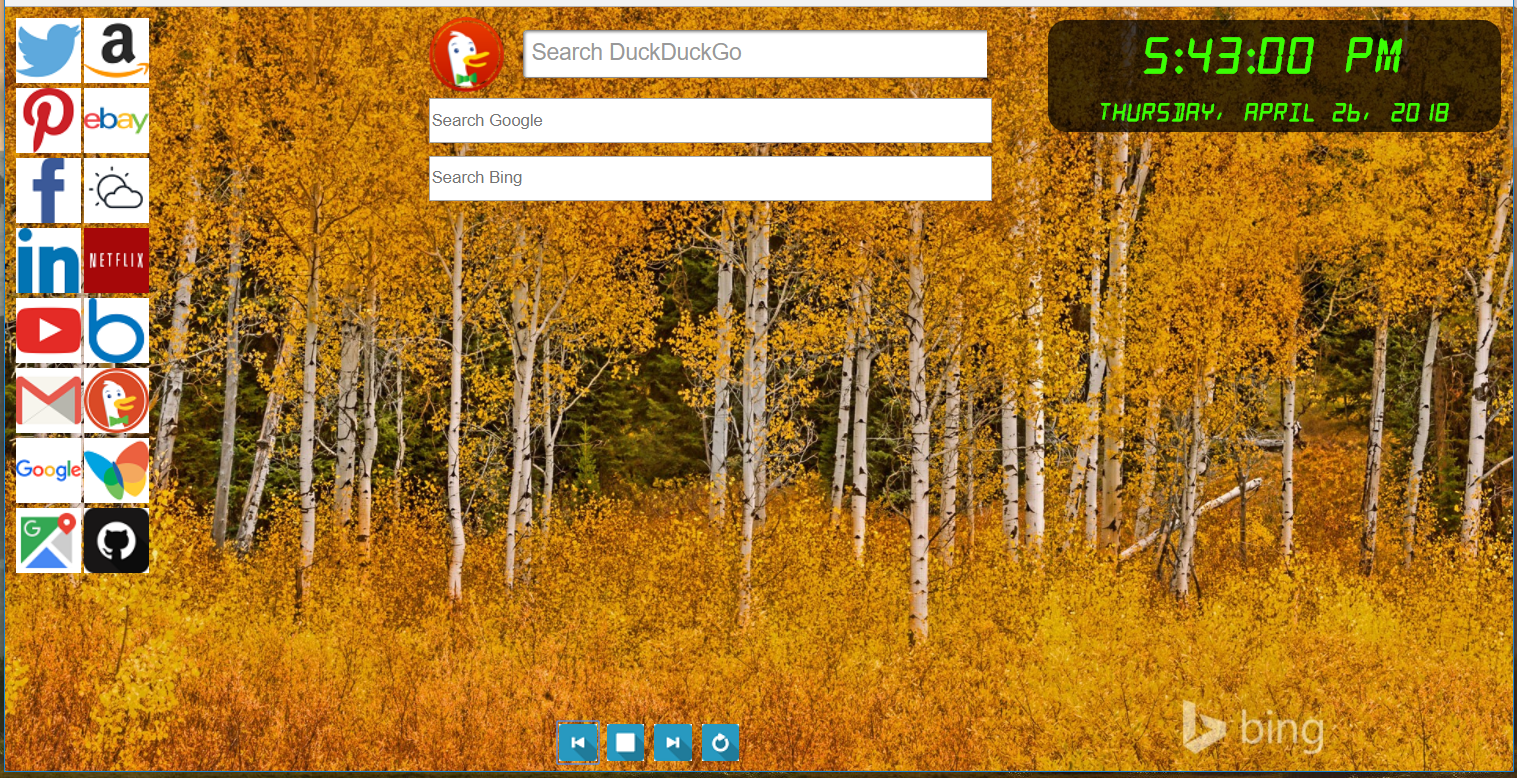 a
Search DuckDuckGo
5:43:00 PM
THURSDAY, APRIL 26, 2018
ebay
Search Google
Search Bing
f
in
NETFLIX
b
Google
G
bing